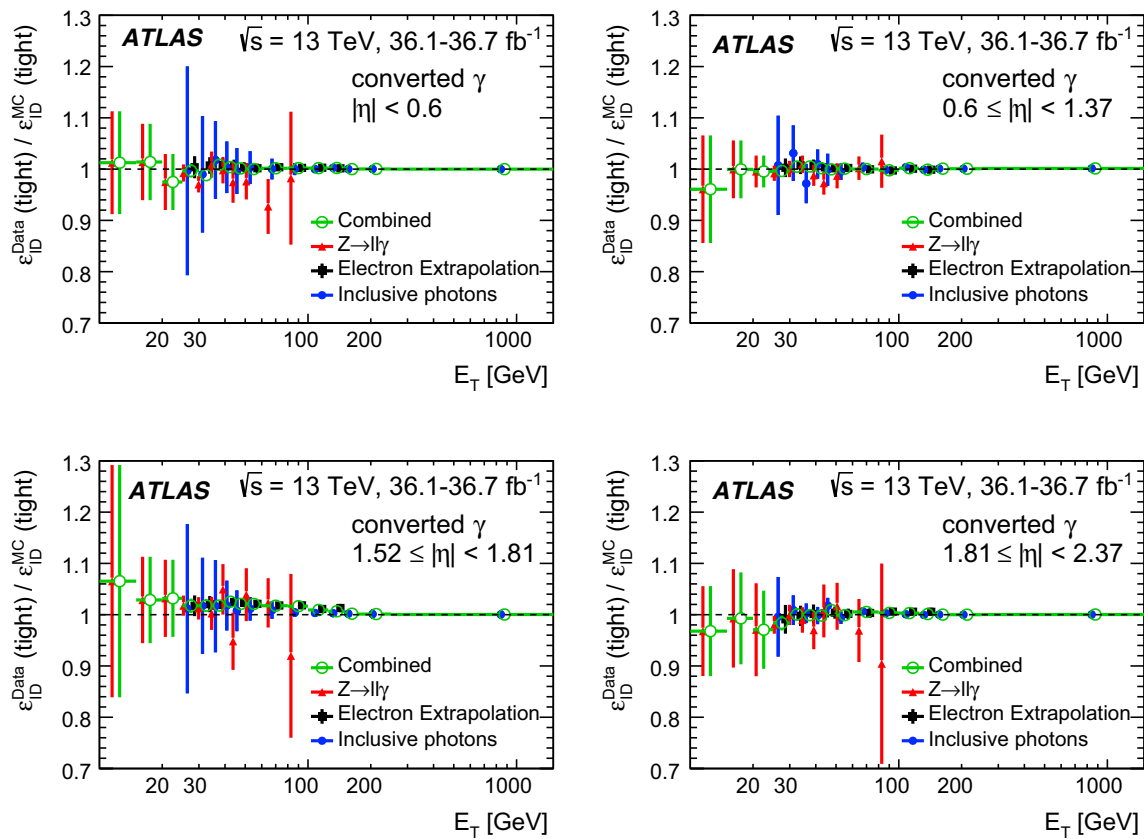 ATLAS √s = 13 TeV, 36.1-36.7 fb⁻¹
converted γ
|η| < 0.6
Combined
Z→llγ
Electron Extrapolation
Inclusive photons
ε_ID^Data (tight) / ε_ID^MC (tight)
1.3
1.2
1.1
1
0.9
0.8
0.7
20 30 100 200 1000
E_T [GeV]
ATLAS √s = 13 TeV, 36.1-36.7 fb⁻¹
converted γ
0.6 ≤ |η| < 1.37
Combined
Z→llγ
Electron Extrapolation
Inclusive photons
ε_ID^Data (tight) / ε_ID^MC (tight)
1.3
1.2
1.1
1
0.9
0.8
0.7
20 30 100 200 1000
E_T [GeV]
ATLAS √s = 13 TeV, 36.1-36.7 fb⁻¹
converted γ
1.52 ≤ |η| < 1.81
Combined
Z→llγ
Electron Extrapolation
Inclusive photons
ε_ID^Data (tight) / ε_ID^MC (tight)
1.3
1.2
1.1
1
0.9
0.8
0.7
20 30 100 200 1000
E_T [GeV]
ATLAS √s = 13 TeV, 36.1-36.7 fb⁻¹
converted γ
1.81 ≤ |η| < 2.37
Combined
Z→llγ
Electron Extrapolation
Inclusive photons
ε_ID^Data (tight) / ε_ID^MC (tight)
1.3
1.2
1.1
1
0.9
0.8
0.7
20 30 100 200 1000
E_T [GeV]